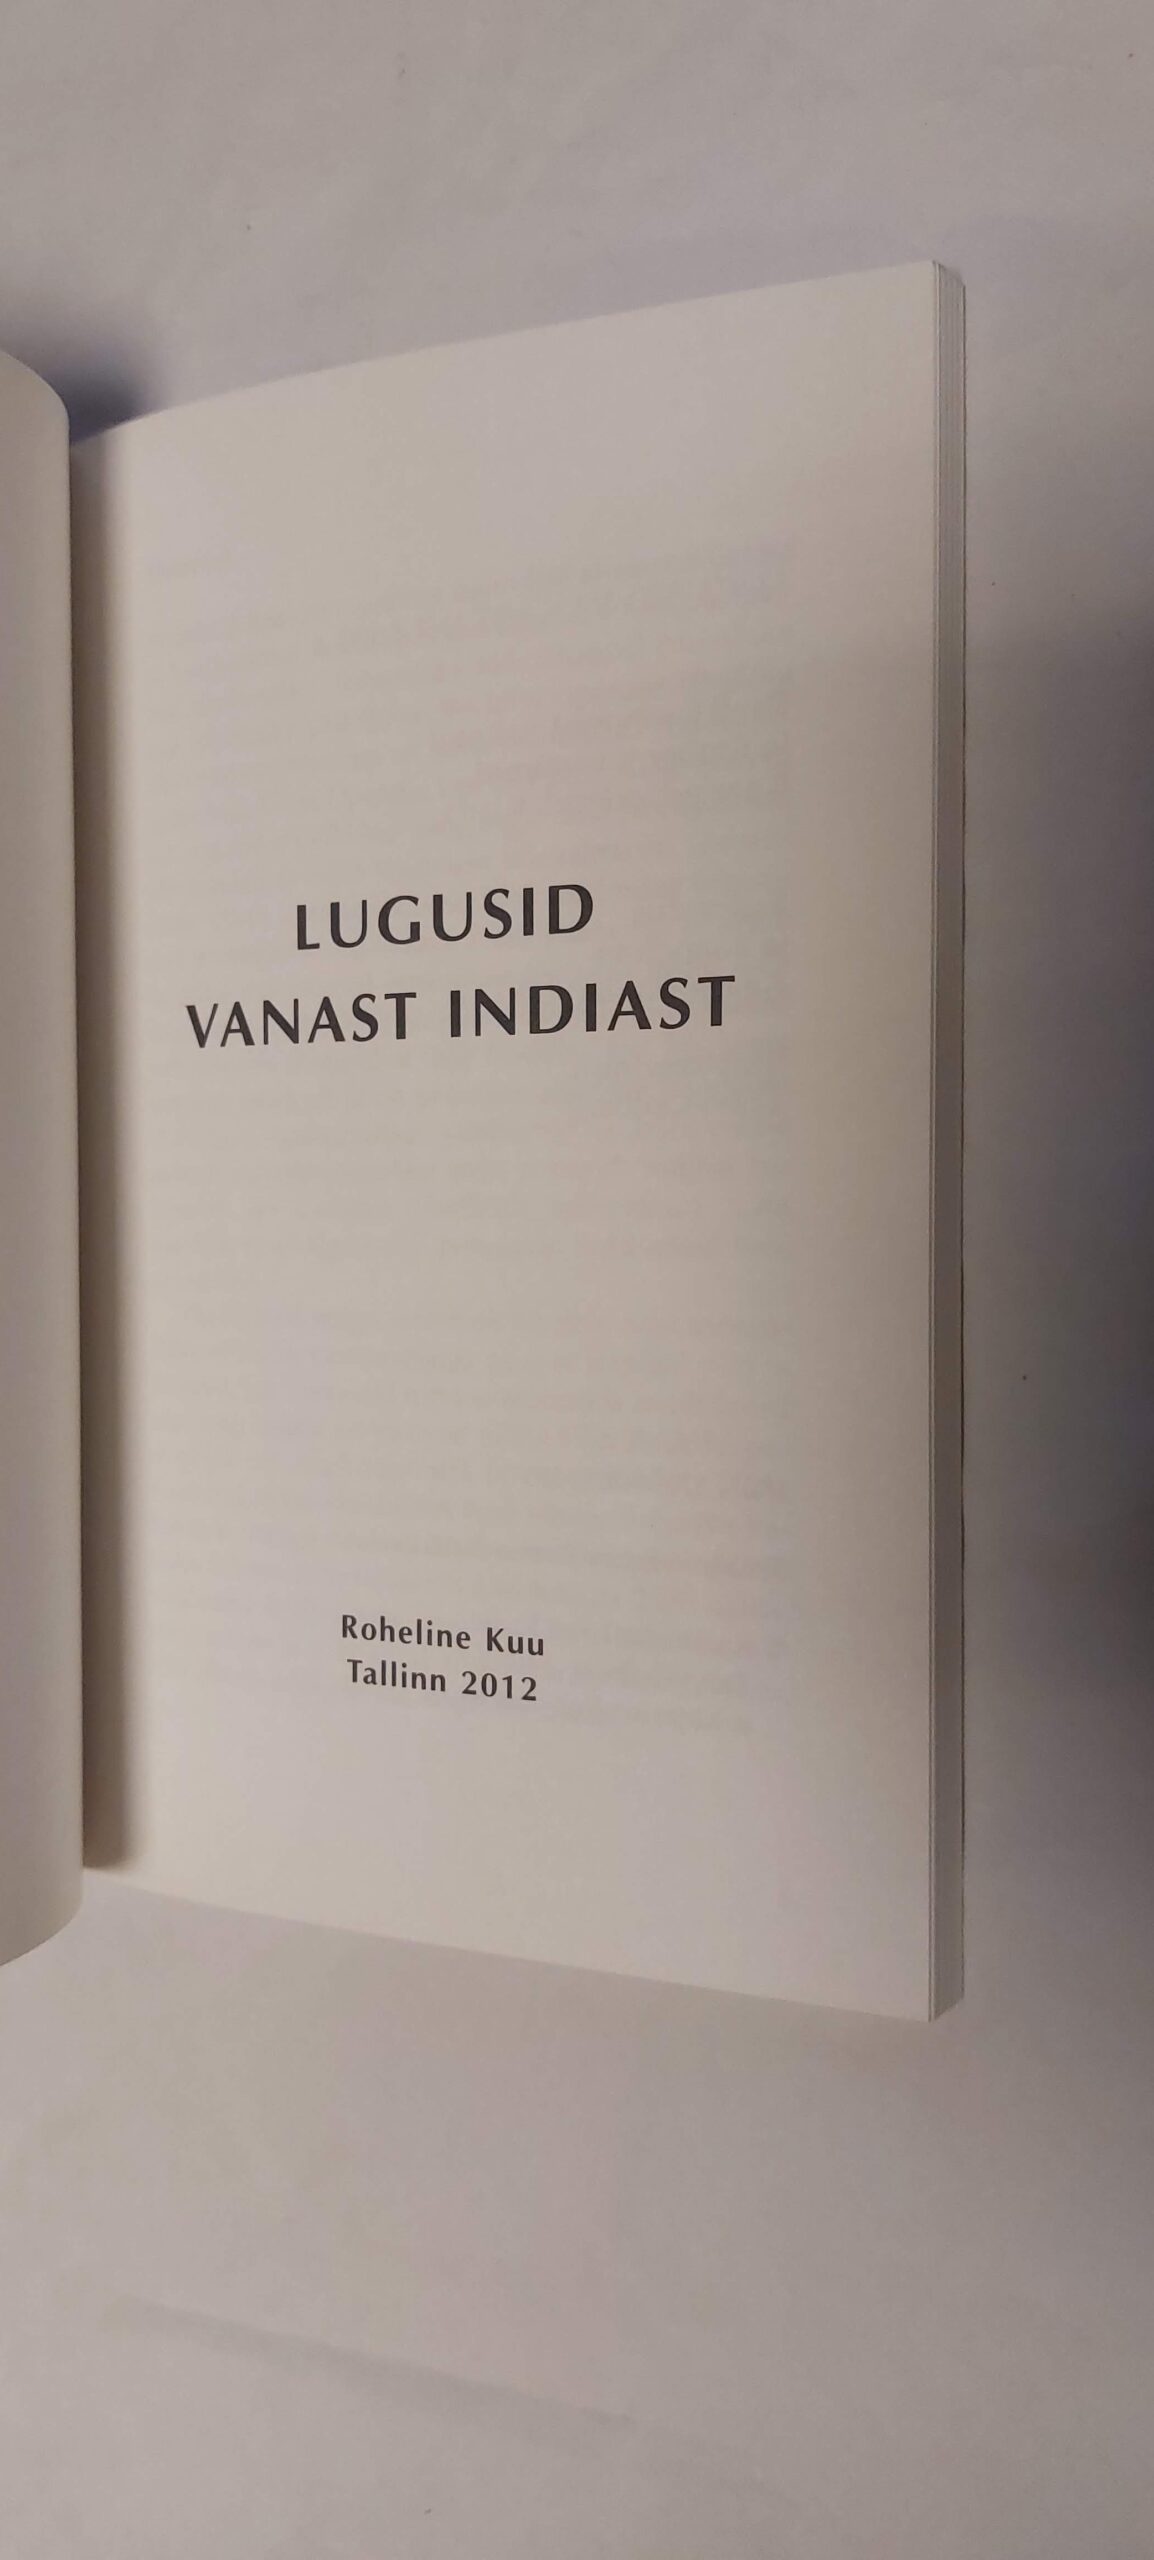 LUGUSID
VANAST INDIAST
Roheline Kuu
Tallinn 2012